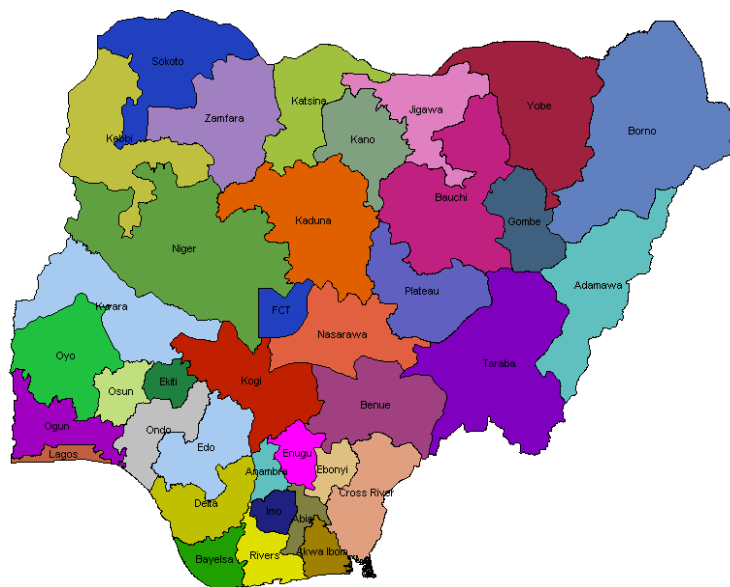 Sokoto
Katsina
Yobe
Jigawa
Zamfara
Borno
Kebbi
Kano
Bauchi
Kaduna
Gombe
Niger
Adamawa
Plateau
Kwara
FCT
Nasarawa
Oyo
Taraba
Kogi
Ekiti
Osun
Benue
Ogun
Ondo
Edo
Lagos
Enugu
Anambra
Ebonyi
Cross River
Delta
Imo
Abia
Bayelsa
Rivers
Akwa Ibom